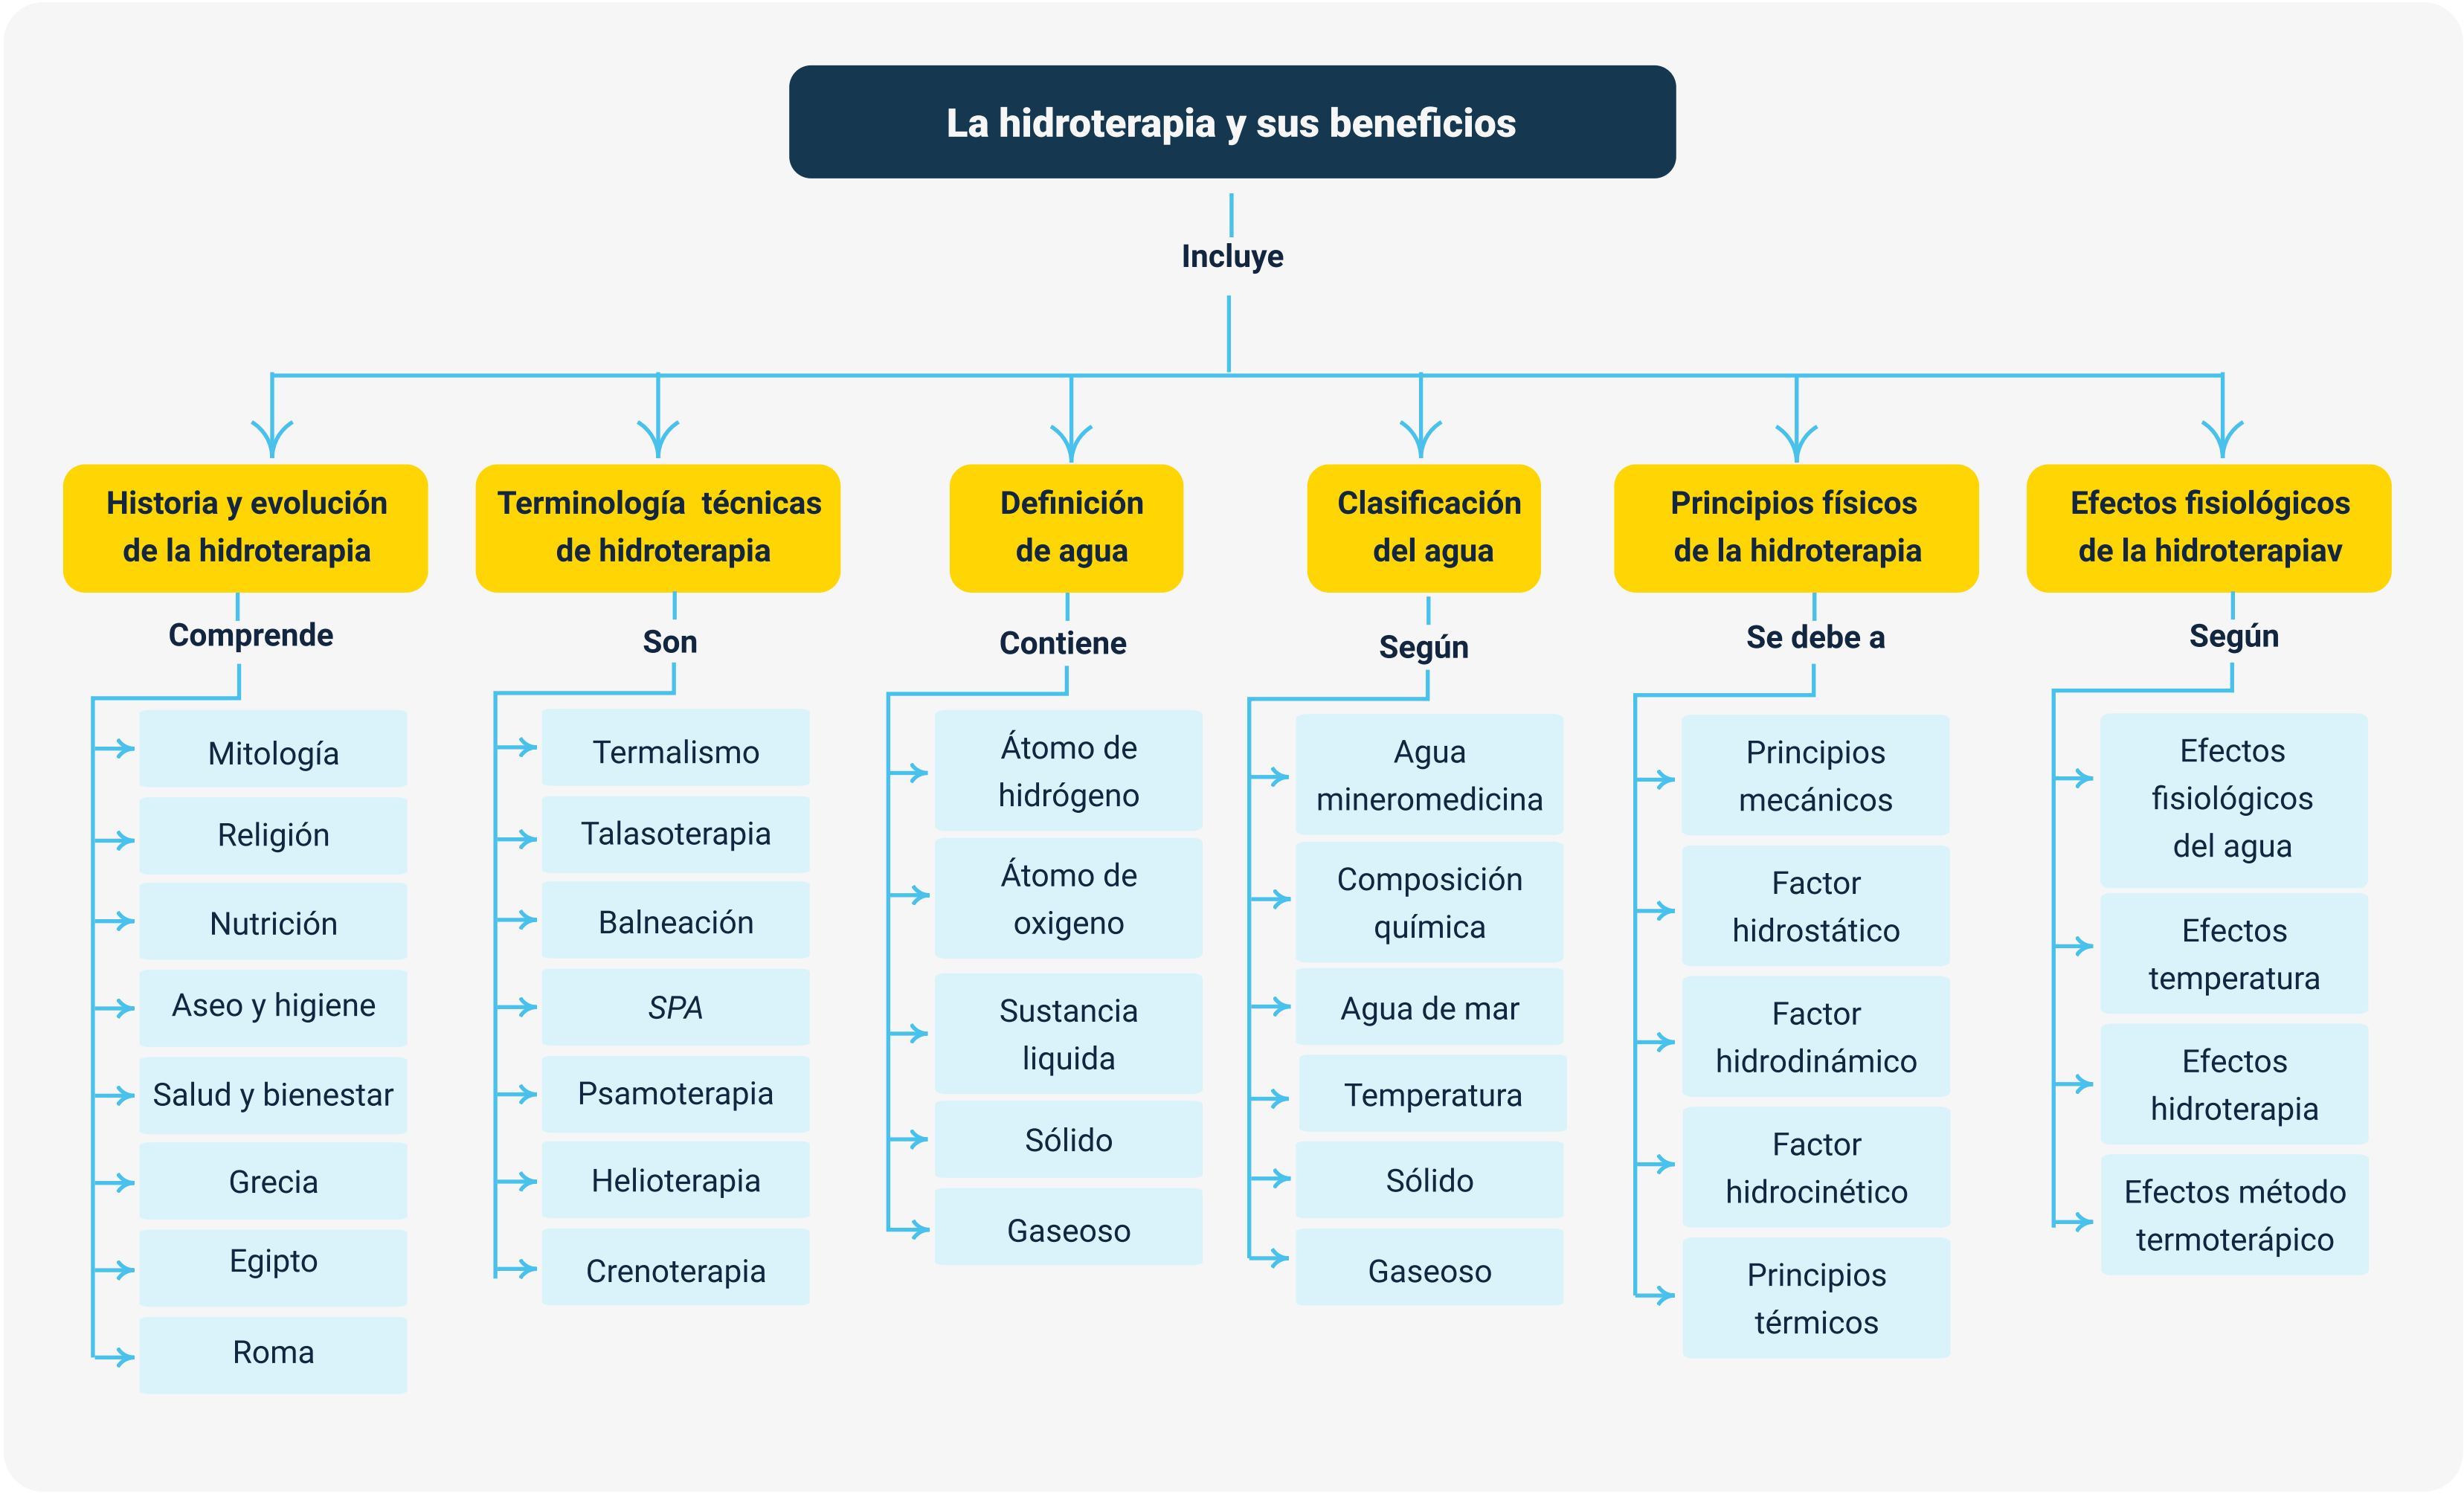 La hidroterapia y sus beneficios
Incluye
Historia y evolución
de la hidroterapia
Comprende
Mitología
Religión
Nutrición
Aseo y higiene
Salud y bienestar
Grecia
Egipto
Roma
Terminología  técnicas
de hidroterapia
Son
Termalismo
Talasoterapia
Balneación
SPA
Psamoterapia
Helioterapia
Crenoterapia
Definición
de agua
Contiene
Átomo de
hidrógeno
Átomo de
oxigeno
Sustancia
liquida
Sólido
Gaseoso
Clasificación
del agua
Según
Agua
mineromedicina
Composición
química
Agua de mar
Temperatura
Sólido
Gaseoso
Principios físicos
de la hidroterapia
Se debe a
Principios
mecánicos
Factor
hidrostático
Factor
hidrodinámico
Factor
hidrocinético
Principios
térmicos
Efectos fisiológicos
de la hidroterapiav
Según
Efectos
fisiológicos
del agua
Efectos
temperatura
Efectos
hidroterapia
Efectos método
termoterápico